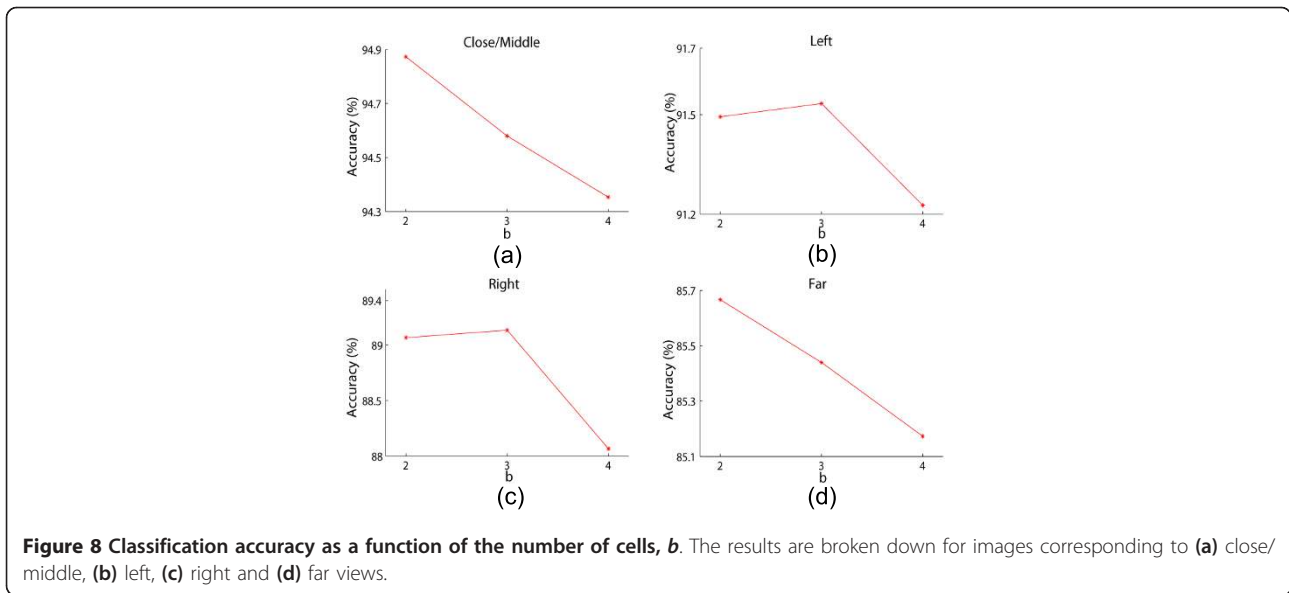 Close/Middle
94.9
94.7
94.5
94.3
Accuracy (%)
2
3
4
b
(a)
Left
91.7
91.5
91.2
Accuracy (%)
2
3
4
b
(b)
Right
89.4
89
88.5
88
Accuracy (%)
2
3
4
b
(c)
Far
85.7
85.5
85.3
85.1
Accuracy (%)
2
3
4
b
(d)
Figure 8 Classification accuracy as a function of the number of cells, b. The results are broken down for images corresponding to (a) close/
middle, (b) left, (c) right and (d) far views.